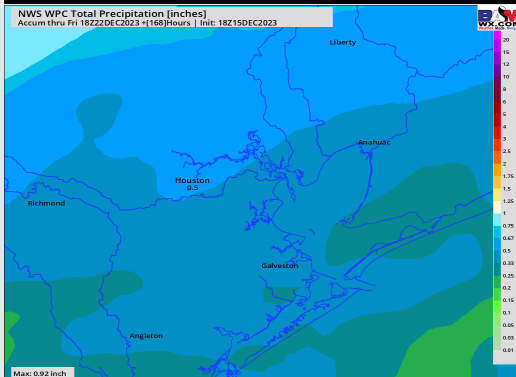 NWS WPC Total Precipitation [inches]
Accum thru Fri 18Z22DEC2023 +[168]Hours | Init: 18Z15DEC2023
BAM
WX.COM
Liberty
Anahuac
Houston
0.5
Richmond
Galveston
Angleton
20
15
12
10
8
6
5
4
3
2.5
2
1.75
1.5
1.25
1
0.75
0.67
0.5
0.33
0.25
0.2
0.15
0.1
0.05
0.03
0.01
Max: 0.92 inch